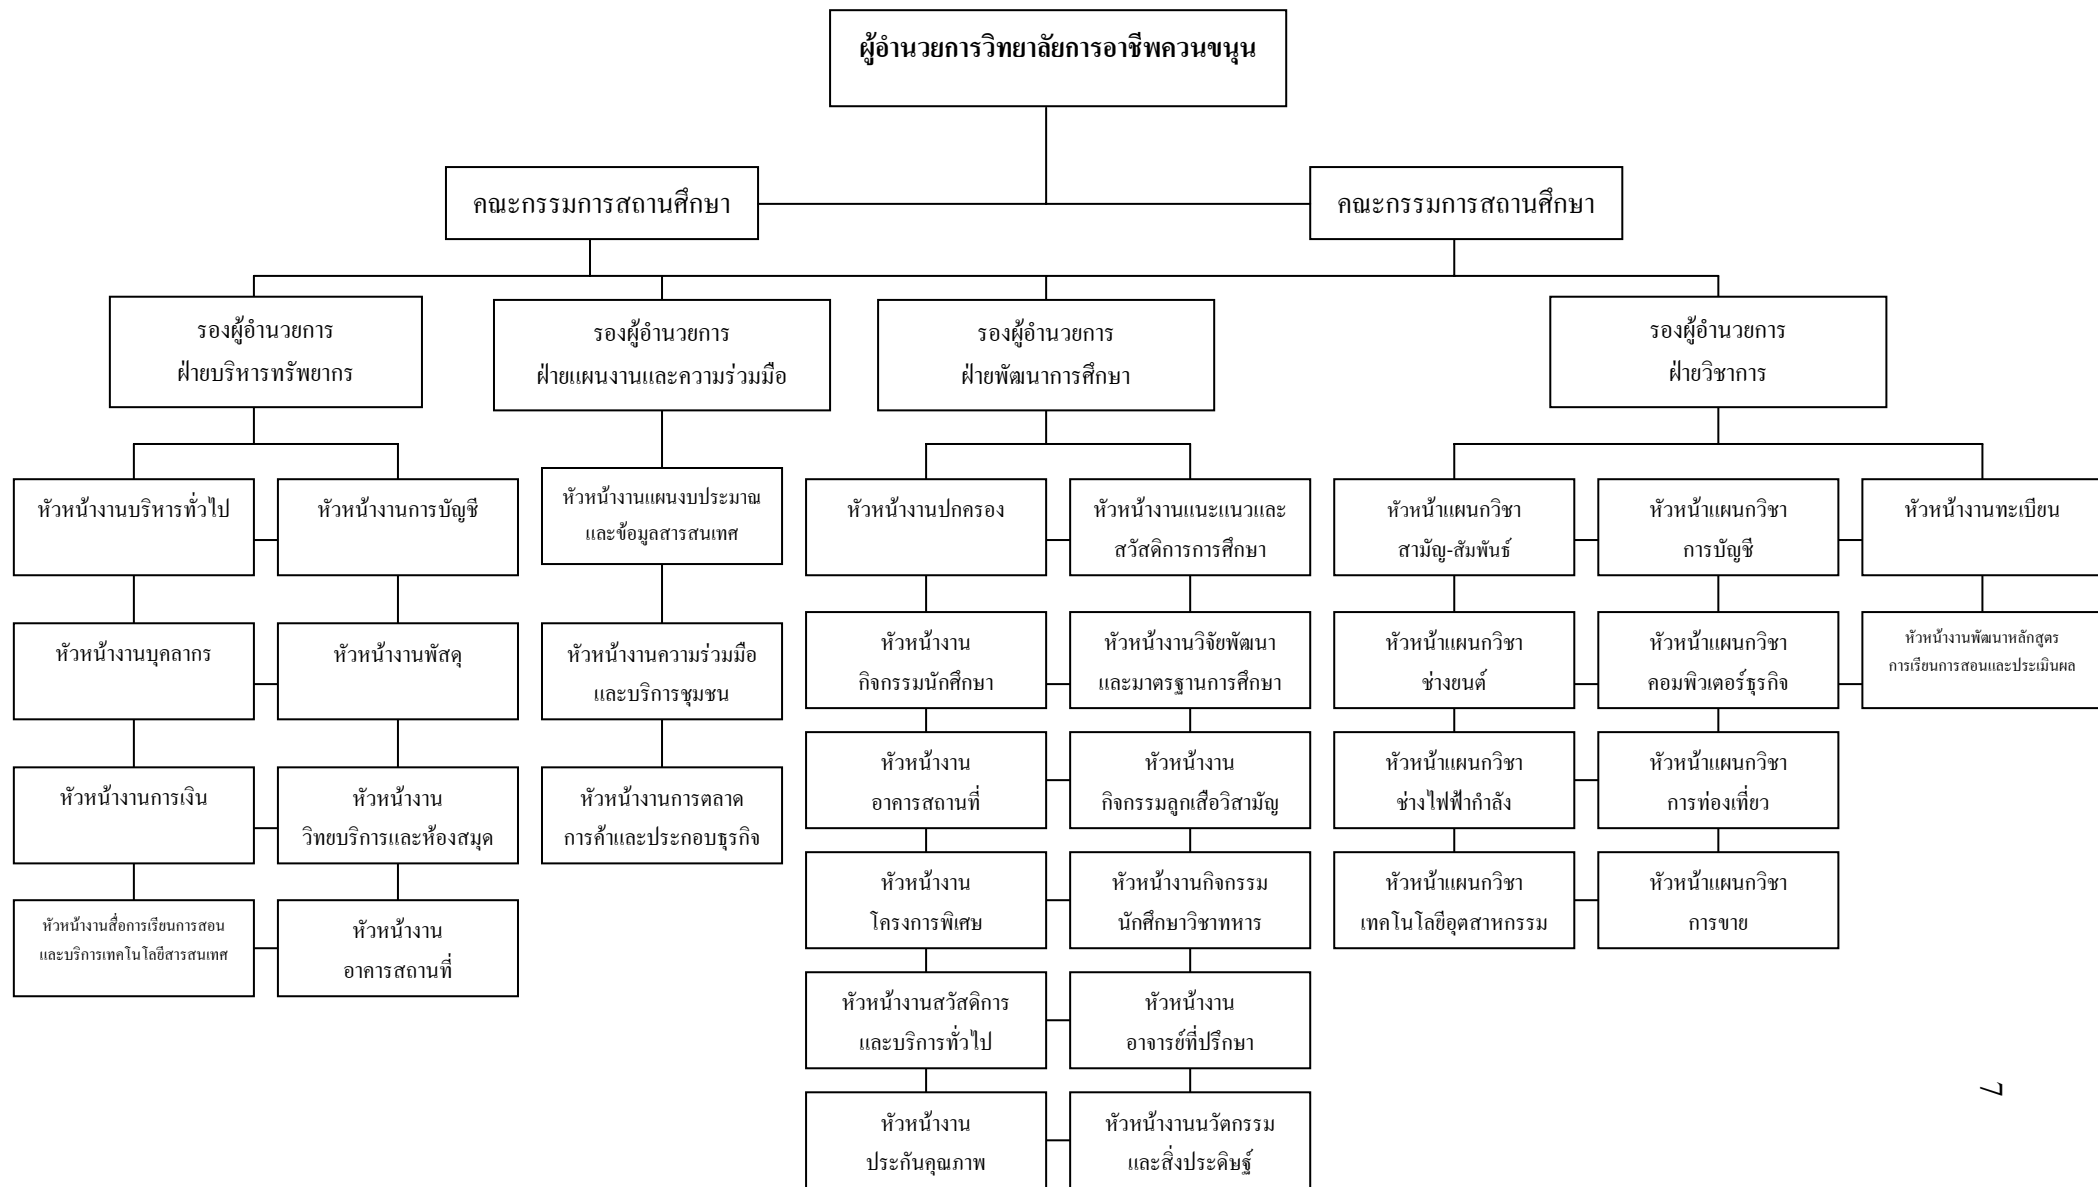 ผู้อำนวยการวิทยาลัยการอาชีพควนขนุน
คณะกรรมการสถานศึกษา
คณะกรรมการสถานศึกษา
รองผู้อำนวยการ
ฝ่ายบริหารทรัพยากร
รองผู้อำนวยการ
ฝ่ายแผนงานและความร่วมมือ
รองผู้อำนวยการ
ฝ่ายพัฒนาการศึกษา
รองผู้อำนวยการ
ฝ่ายวิชาการ
หัวหน้างานบริหารทั่วไป
หัวหน้างานการบัญชี
หัวหน้างานแผนงบประมาณ
และข้อมูลสารสนเทศ
หัวหน้างานปกครอง
หัวหน้างานแนะแนวและ
สวัสดิการการศึกษา
หัวหน้าแผนกวิชา
สามัญ-สัมพันธ์
หัวหน้าแผนกวิชา
การบัญชี
หัวหน้างานทะเบียน
หัวหน้างานบุคลากร
หัวหน้างานพัสดุ
หัวหน้างานความร่วมมือ
และบริการชุมชน
หัวหน้างาน
กิจกรรมนักศึกษา
หัวหน้างานวิจัยพัฒนา
และมาตรฐานการศึกษา
หัวหน้าแผนกวิชา
ช่างยนต์
หัวหน้าแผนกวิชา
คอมพิวเตอร์ธุรกิจ
หัวหน้างานพัฒนาหลักสูตร
การเรียนการสอนและประเมินผล
หัวหน้างานการเงิน
หัวหน้างาน
วิทยบริการและห้องสมุด
หัวหน้างานการตลาด
การค้าและประกอบธุรกิจ
หัวหน้างาน
อาคารสถานที่
หัวหน้างาน
กิจกรรมลูกเสือวิสามัญ
หัวหน้าแผนกวิชา
ช่างไฟฟ้ากำลัง
หัวหน้าแผนกวิชา
การท่องเที่ยว
หัวหน้างานสื่อการเรียนการสอน
และบริการเทคโนโลยีสารสนเทศ
หัวหน้างาน
อาคารสถานที่
หัวหน้างาน
โครงการพิเศษ
หัวหน้างานกิจกรรม
นักศึกษาวิชาทหาร
หัวหน้าแผนกวิชา
เทคโนโลยีอุตสาหกรรม
หัวหน้าแผนกวิชา
การขาย
หัวหน้างานสวัสดิการ
และบริการทั่วไป
หัวหน้างาน
อาจารย์ที่ปรึกษา
หัวหน้างาน
ประกันคุณภาพ
หัวหน้างานนวัตกรรม
และสิ่งประดิษฐ์
7